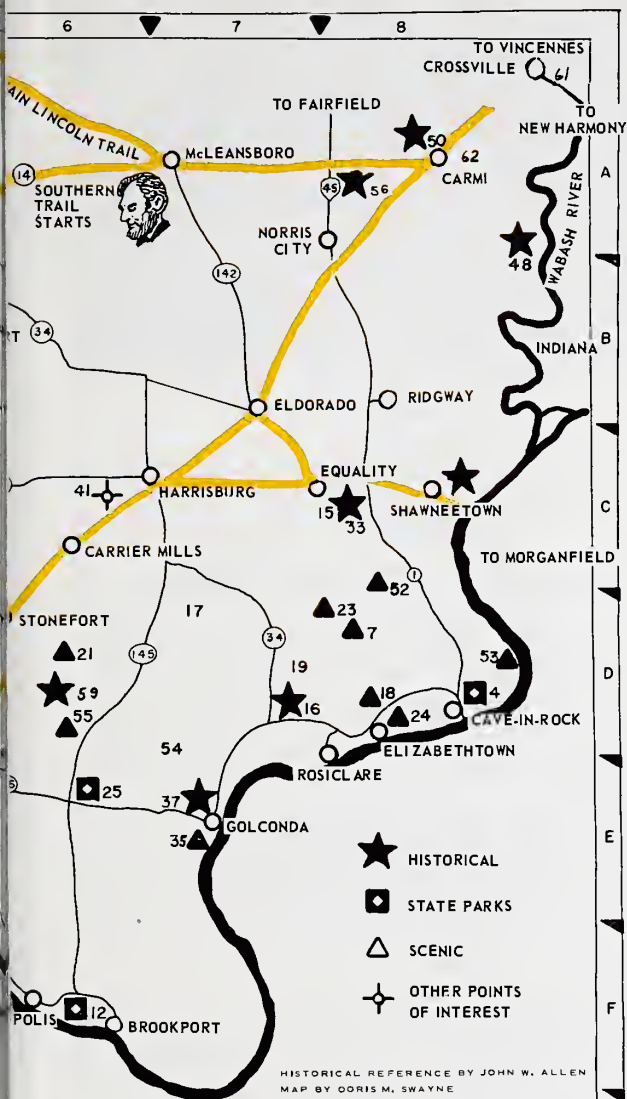 6
7
8
TO VINCENNES
CROSSVILLE
61
TO
NEW HARMONY
LINCOLN TRAIL
TO FAIRFIELD
50
McLEANSBORO
62
CARMI
A
14
SOUTHERN
TRAIL
STARTS
45
56
NORRIS
CITY
48
WABASH RIVER
142
34
B
INDIANA
ELDORADO
RIDGWAY
EQUALITY
41
HARRISBURG
15
33
SHAWNEETOWN
C
CARRIER MILLS
TO MORGANFIELD
1
52
STONEFORT
17
23
7
21
145
34
53
D
59
19
16
18
4
55
24
CAVE-IN-ROCK
54
ELIZABETHTOWN
ROSICLARE
25
37
GOLCONDA
35
E
HISTORICAL
STATE PARKS
SCENIC
OTHER POINTS
OF INTEREST
F
POLIS
12
BROOKPORT
HISTORICAL REFERENCE BY JOHN W. ALLEN
MAP BY DORIS M. SWAYNE